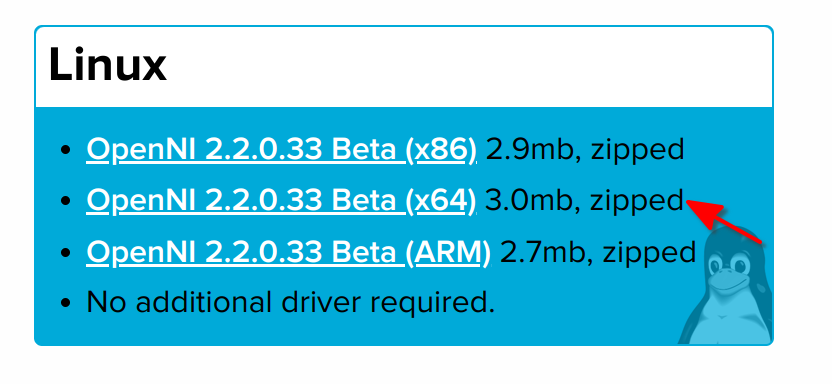 Linux
OpenNI 2.2.0.33 Beta (x86) 2.9mb, zipped
OpenNI 2.2.0.33 Beta (x64) 3.0mb, zipped
OpenNI 2.2.0.33 Beta (ARM) 2.7mb, zipped
No additional driver required.